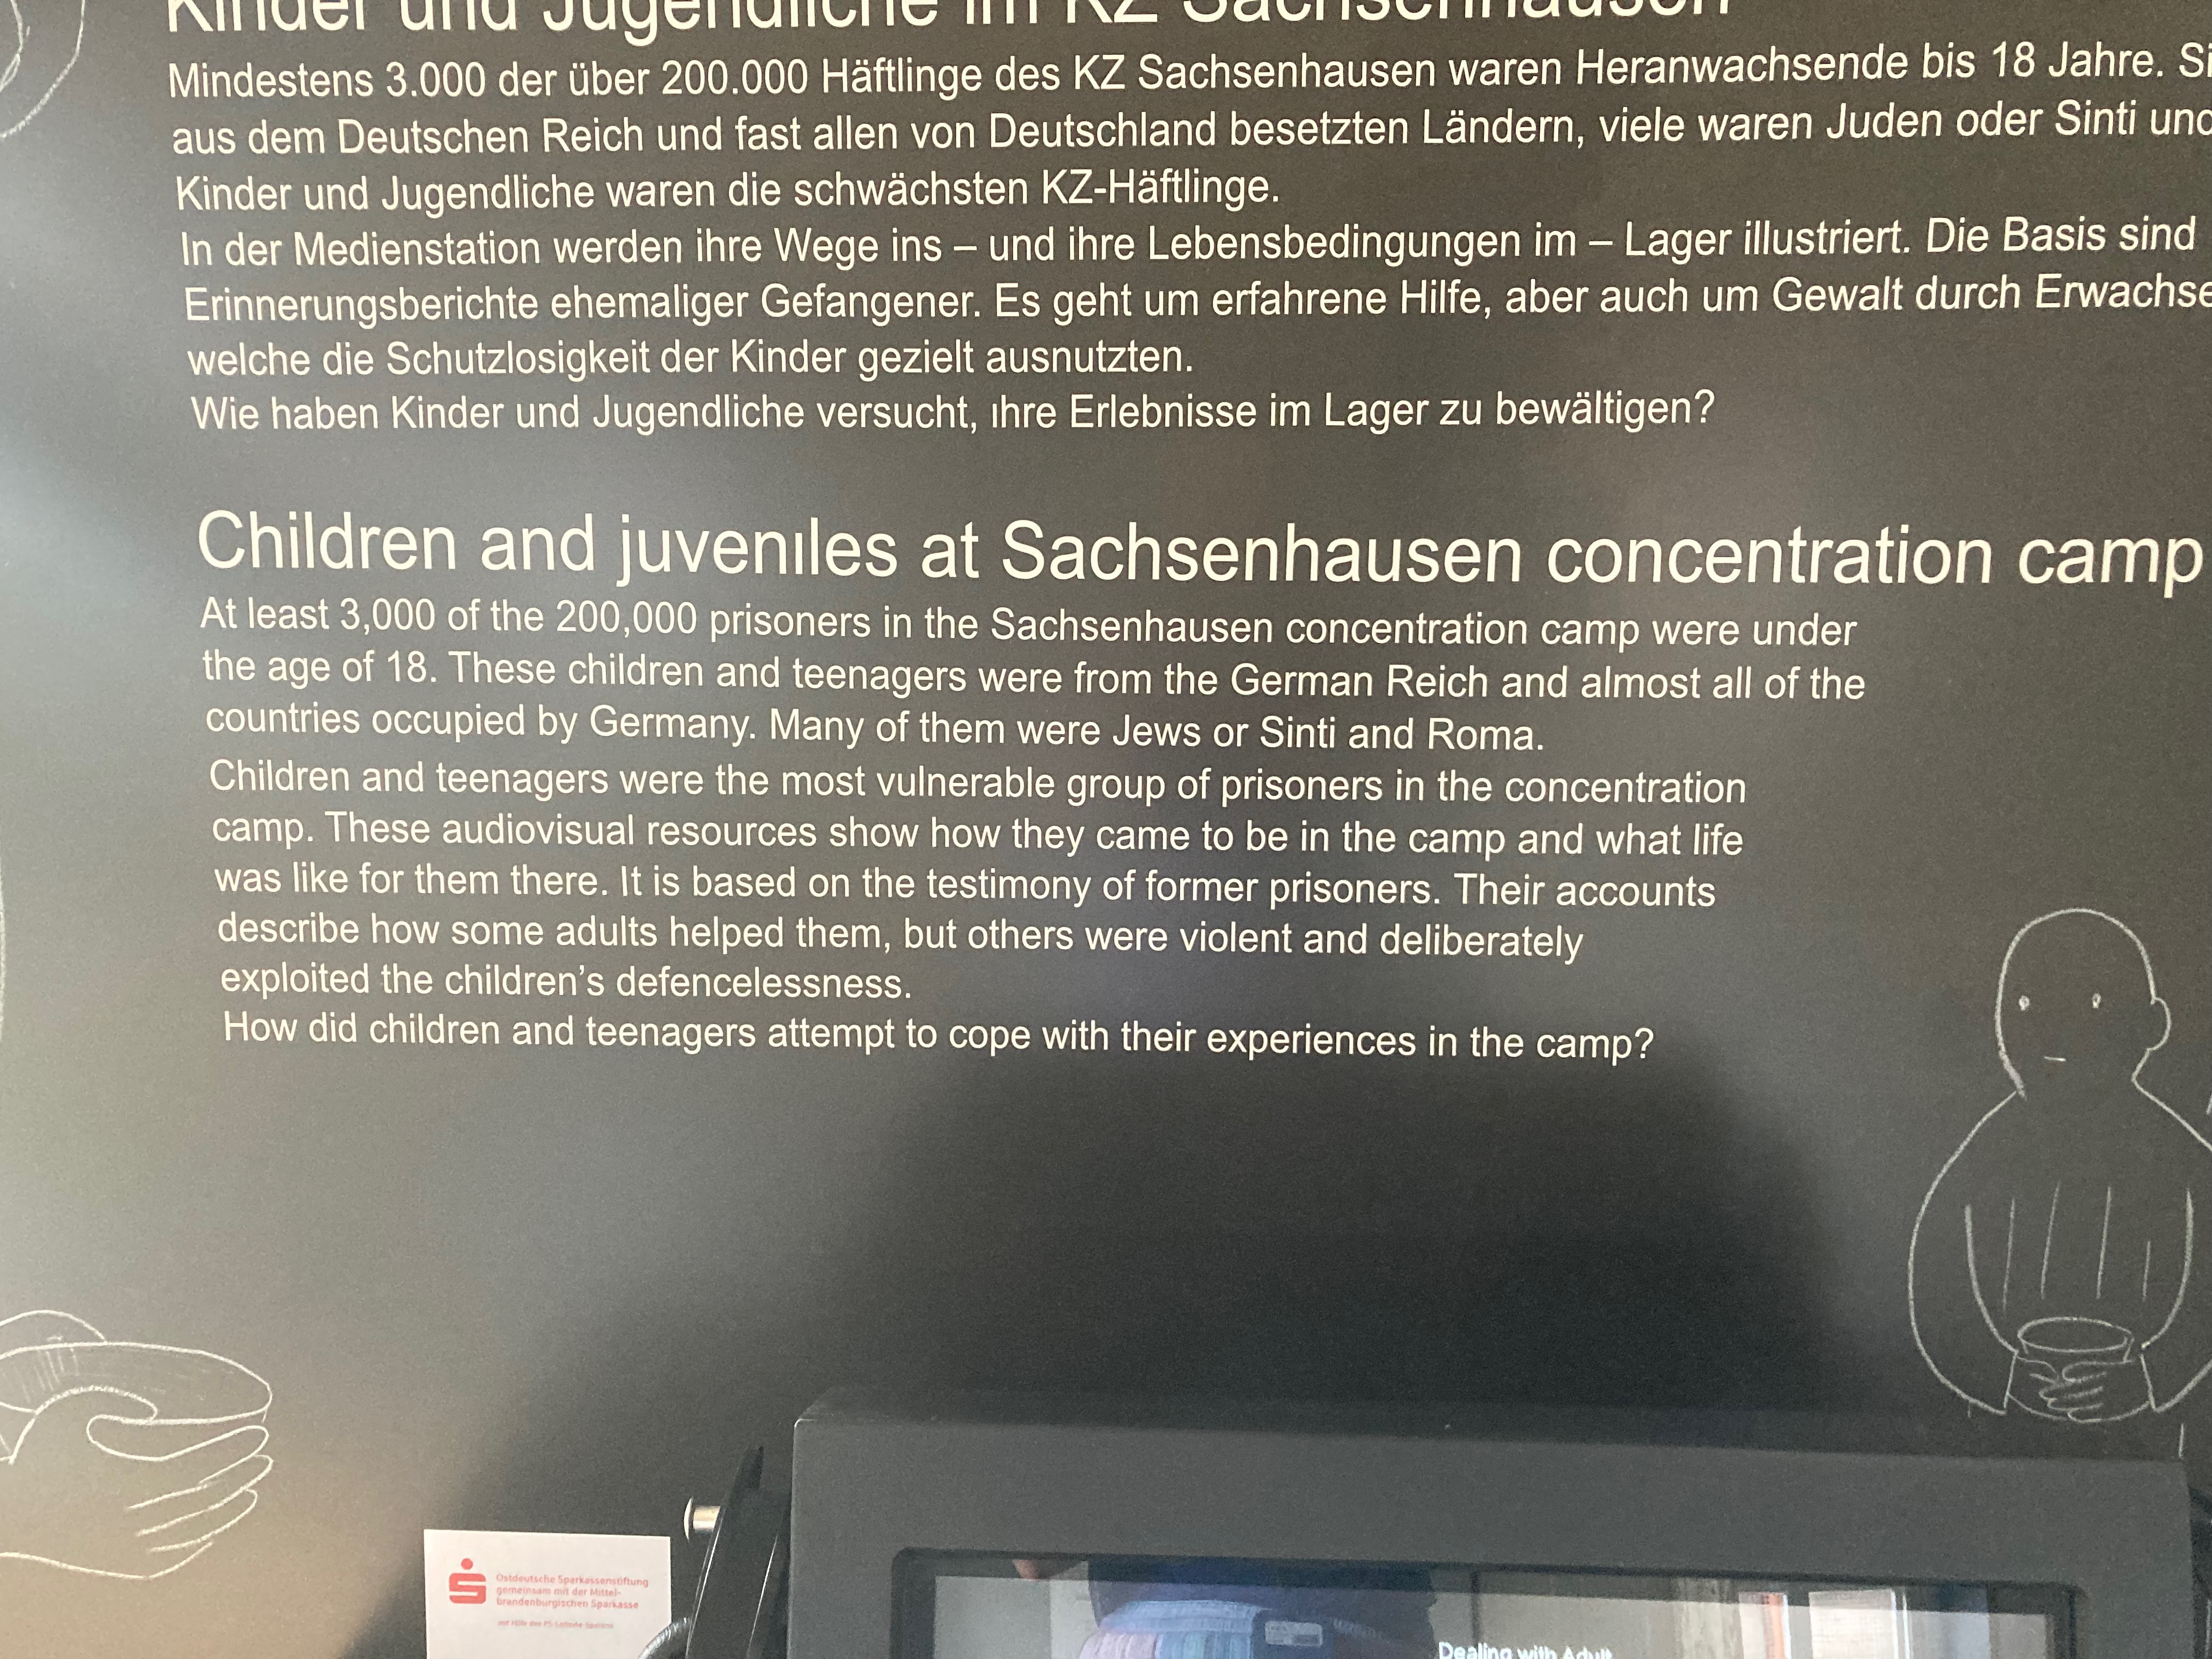 Kinder und Jugendliche im KZ Sachsenhausen
Mindestens 3.000 der über 200.000 Häftlinge des KZ Sachsenhausen waren Heranwachsende bis 18 Jahre.
aus dem Deutschen Reich und fast allen von Deutschland besetzten Ländern, viele waren Juden oder Sinti und
Kinder und Jugendliche waren die schwächsten KZ-Häftlinge.
In der Medienstation werden ihre Wege ins – und ihre Lebensbedingungen im – Lager illustriert. Die Basis sind
Erinnerungsberichte ehemaliger Gefangener. Es geht um erfahrene Hilfe, aber auch um Gewalt durch
welche die Schutzlosigkeit der Kinder gezielt ausnutzten.
Wie haben Kinder und Jugendliche versucht, ihre Erlebnisse im Lager zu bewältigen?
Children and juveniles at Sachsenhausen concentration camp
At least 3,000 of the 200,000 prisoners in the Sachsenhausen concentration camp were under
the age of 18. These children and teenagers were from the German Reich and almost all of the
countries occupied by Germany. Many of them were Jews or Sinti and Roma.
Children and teenagers were the most vulnerable group of prisoners in the concentration
camp. These audiovisual resources show how they came to be in the camp and what life
was like for them there. It is based on the testimony of former prisoners. Their accounts
describe how some adults helped them, but others were violent and deliberately
exploited the children's defencelessness.
How did children and teenagers attempt to cope with their experiences in the camp?
Ostdeutsche Sparkassenstiftung
gemeinsam mit der Mittel-
brandenburgischen Sparkasse
Dealing with